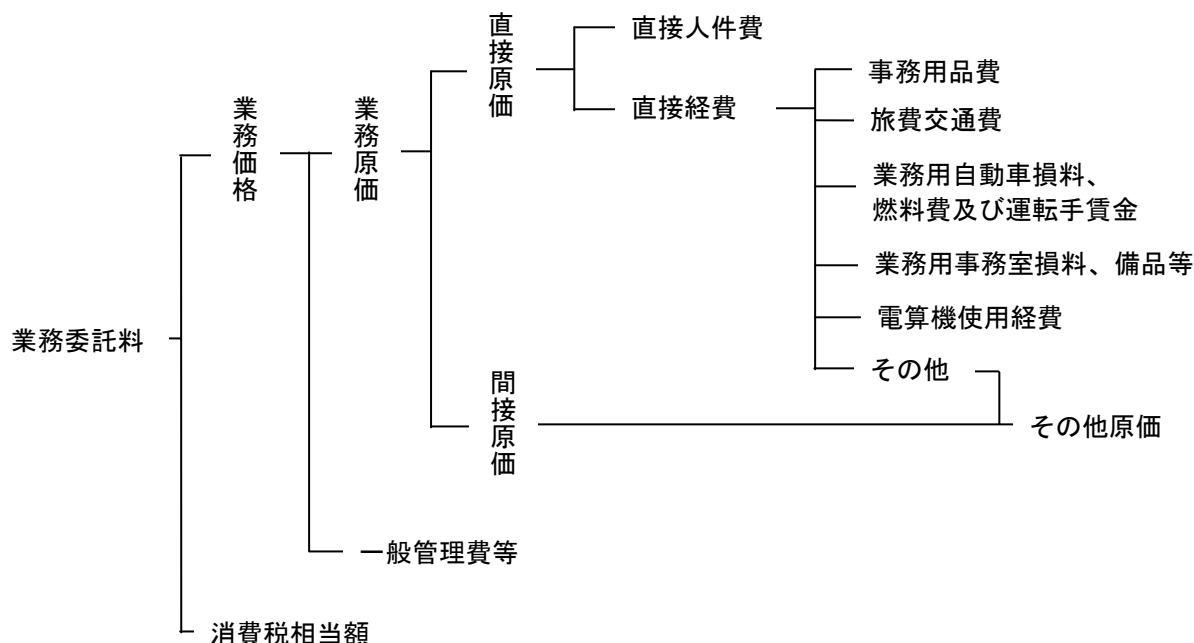 業務委託料
業務価格
業務原価
直接原価
直接人件費
直接経費
事務用品費
旅費交通費
業務用自動車損料、
燃料費及び運転手賃金
業務用事務室損料、備品等
電算機使用経費
その他
間接原価
その他原価
一般管理費等
消費税相当額